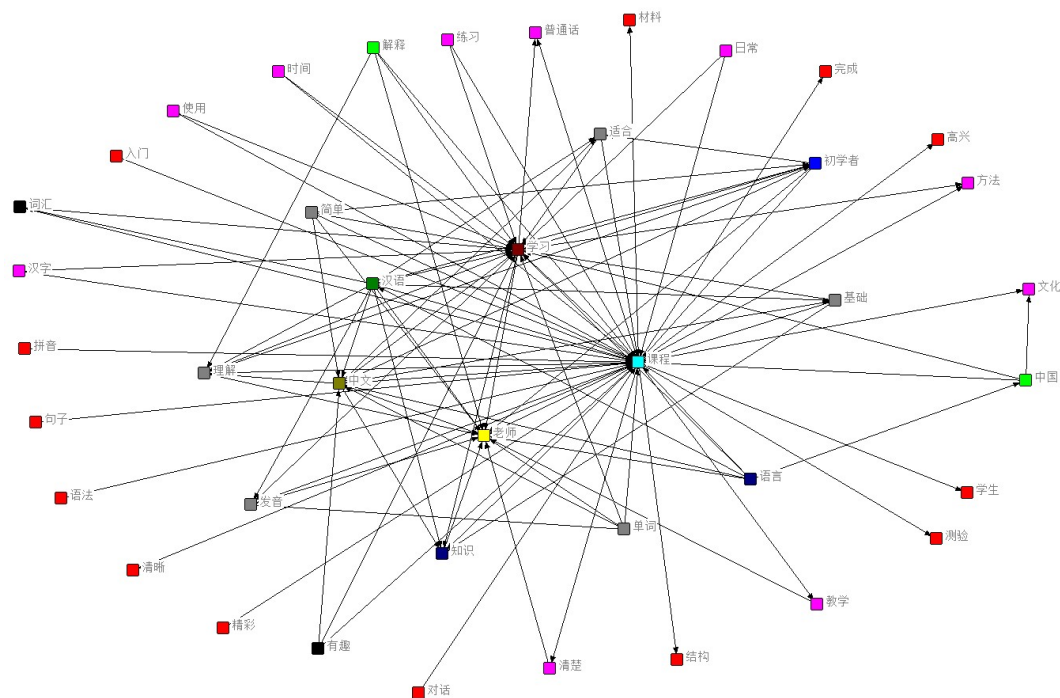 材料
普通话
练习
解释
日常
时间
完成
使用
适合
高兴
入门
初学者
方法
词汇
简单
学习
汉字
汉语
文化
基础
拼音
课程
理解
中文
中国
句子
老师
语言
语法
发音
学生
单词
测验
知识
清晰
教学
精彩
有趣
结构
清楚
对话